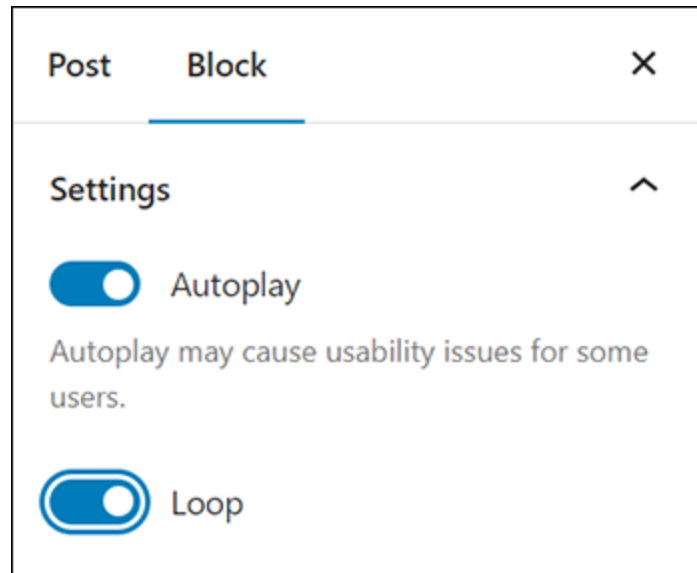 Post Block
Settings
Autoplay
Autoplay may cause usability issues for some
users.
Loop